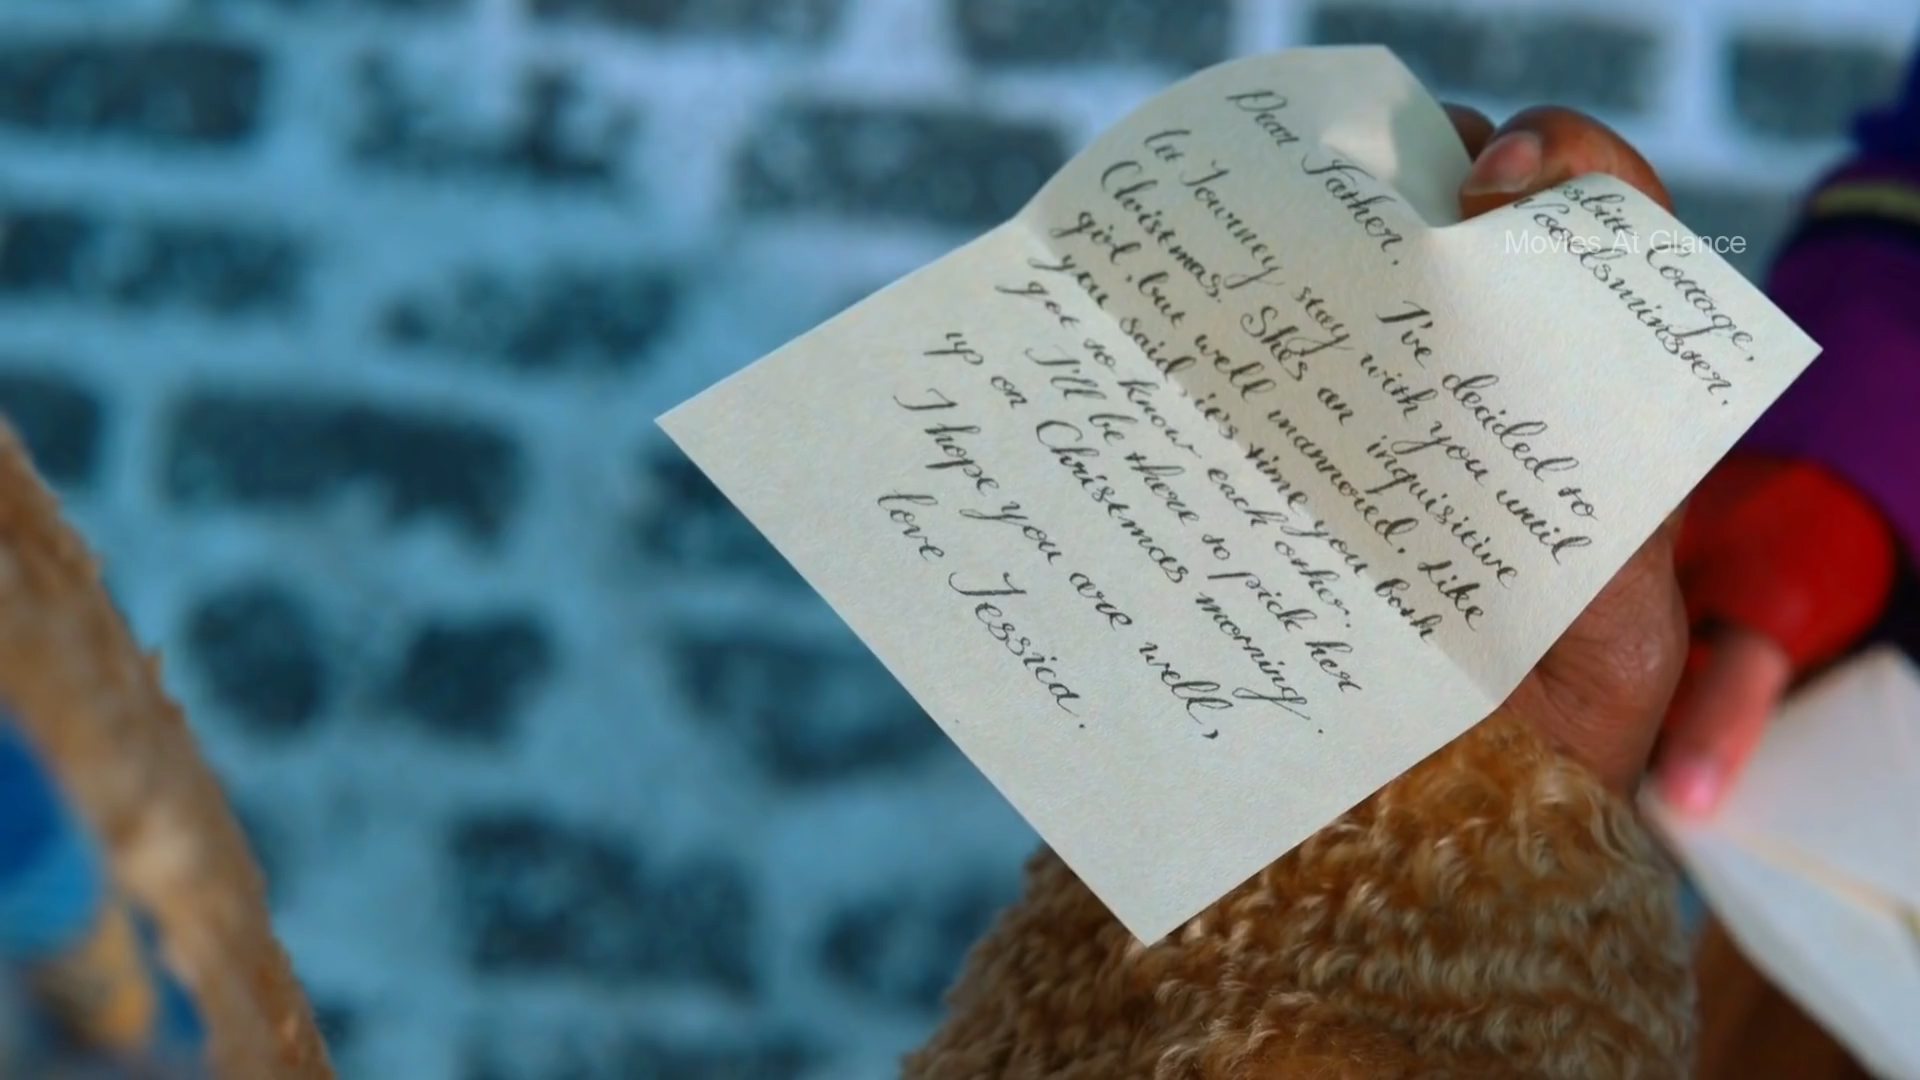 Cottage,
Woodsminster.
Movies At Glance
Dear Father,
I've decided to
let Journey stay with you until
Christmas. She's an inquisitive
girl, but well mannered. Like
you said, it's time you both
got to know each other.
I'll be there to pick her
up on Christmas morning.
I hope you are well,
love Jessica.